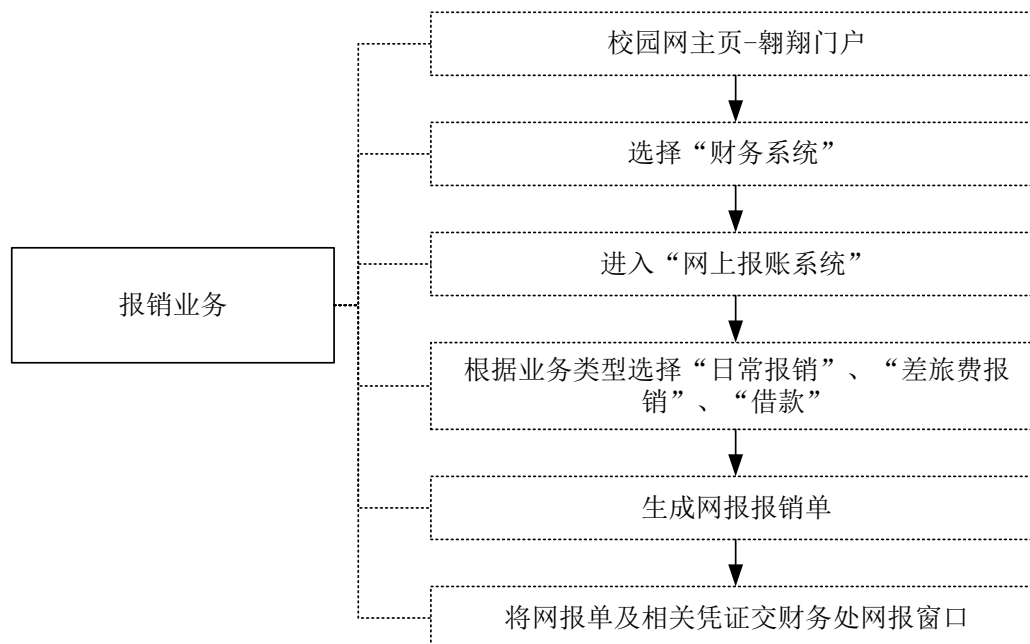 校园网主页-翱翔门户
选择“财务系统”
进入“网上报账系统”
报销业务
根据业务类型选择“日常报销”、“差旅费报
销”、“借款”
生成网报报销单
将网报单及相关凭证交财务处网报窗口